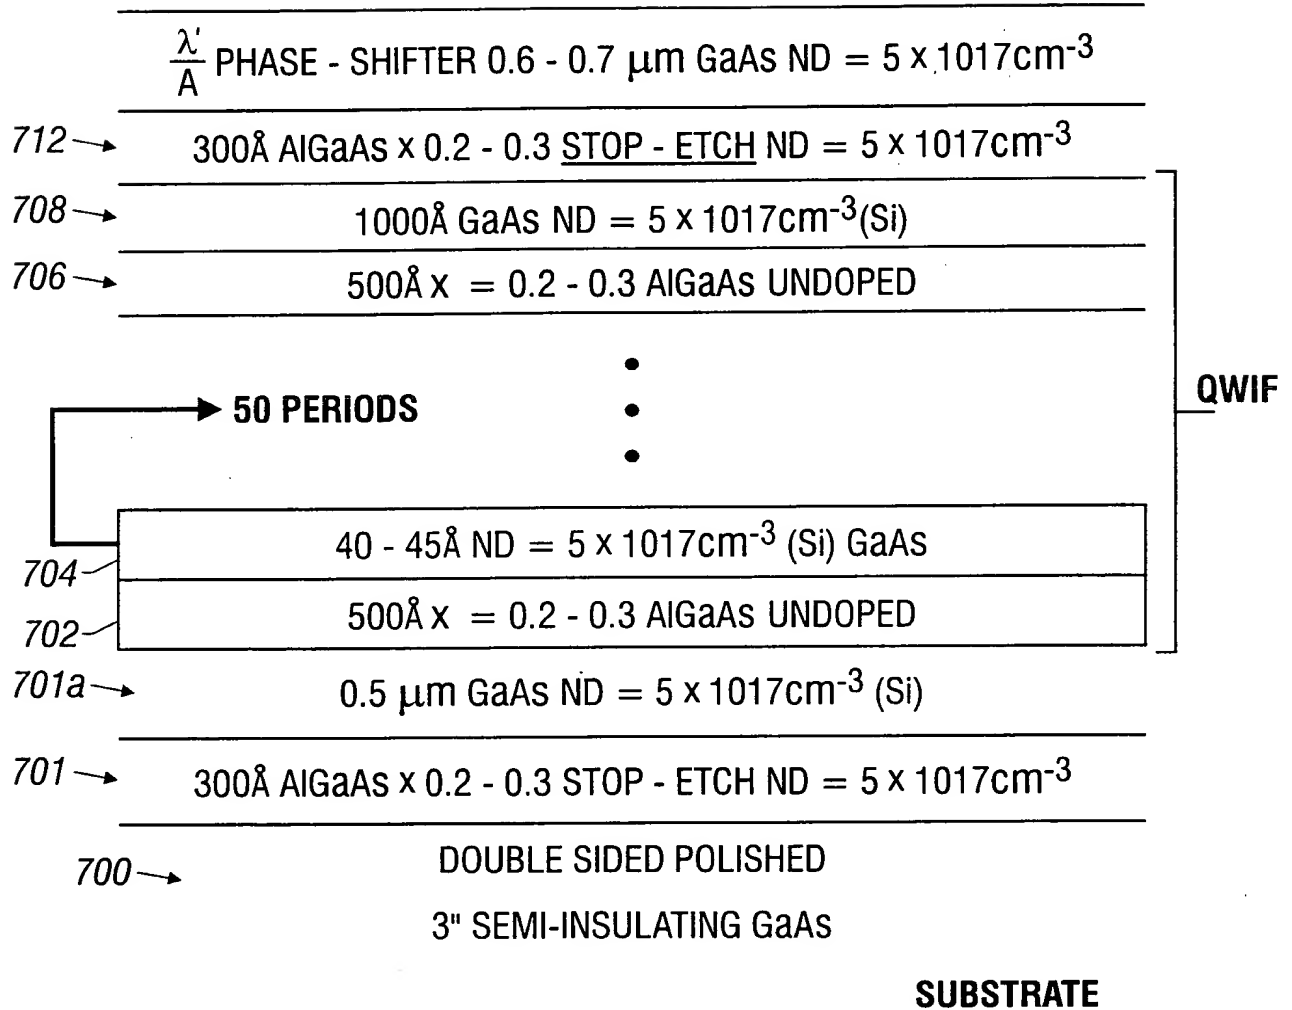 λ'/A PHASE - SHIFTER 0.6 - 0.7 μm GaAs ND = 5 x 1017cm-3
712 300Å AlGaAs x 0.2 - 0.3 STOP - ETCH ND = 5 x 1017cm-3
708 1000Å GaAs ND = 5 x 1017cm-3(Si)
706 500Å x = 0.2 - 0.3 AlGaAs UNDOPED
50 PERIODS
QWIF
704 40 - 45Å ND = 5 x 1017cm-3 (Si) GaAs
702 500Å x = 0.2 - 0.3 AlGaAs UNDOPED
701a 0.5 μm GaAs ND = 5 x 1017cm-3 (Si)
701 300Å AlGaAs x 0.2 - 0.3 STOP - ETCH ND = 5 x 1017cm-3
700 DOUBLE SIDED POLISHED
3" SEMI-INSULATING GaAs
SUBSTRATE